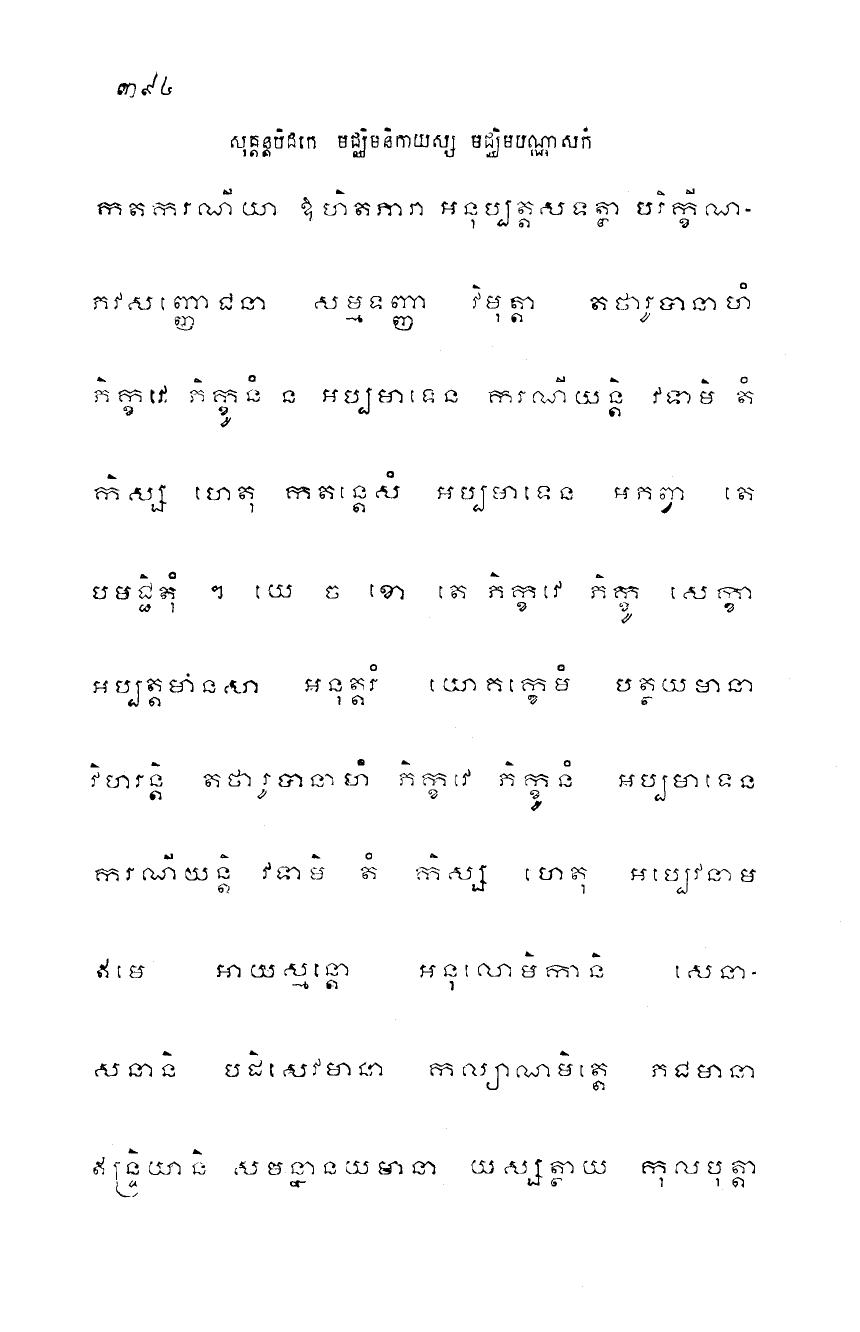 ៣៩៤
សុត្តន្តបិដកេ មជ្ឈិមនិកាយស្ស មជ្ឈិមបណ្ណាសកំ
កតករណីយា ឱហិតភារា អនុប្បត្តសទត្ថា បរិក្ខីណ-
ភវសញ្ញោជនា សម្មទញ្ញា វិមុត្តា តថារូបានាហំ
ភិក្ខវេ ភិក្ខូនំ ន អប្បមាទេន ករណីយន្តិ វទាមិ តំ
កិស្ស ហេតុ កតន្តេសំ អប្បមាទេន អភព្វា តេ
បមជ្ជិតុំ ។ យេ ច ខោ តេ ភិក្ខវេ ភិក្ខូ សេក្ខា
អប្បត្តមានសា អនុត្តរំ យោគក្ខេមំ បត្ថយមានា
វិហរន្តិ តថារូបានាហំ ភិក្ខវេ ភិក្ខូនំ អប្បមាទេន
ករណីយន្តិ វទាមិ តំ កិស្ស ហេតុ អប្បេវនាម
ឥមេ អាយស្មន្តោ អនុលោមិកានិ សេនា-
សនានិ បដិសេវមានា កល្យាណមិត្តេ ភជមានា
ឥន្ទ្រិយានិ សមន្នានយមានា យស្សត្ថាយ កុលបុត្តា